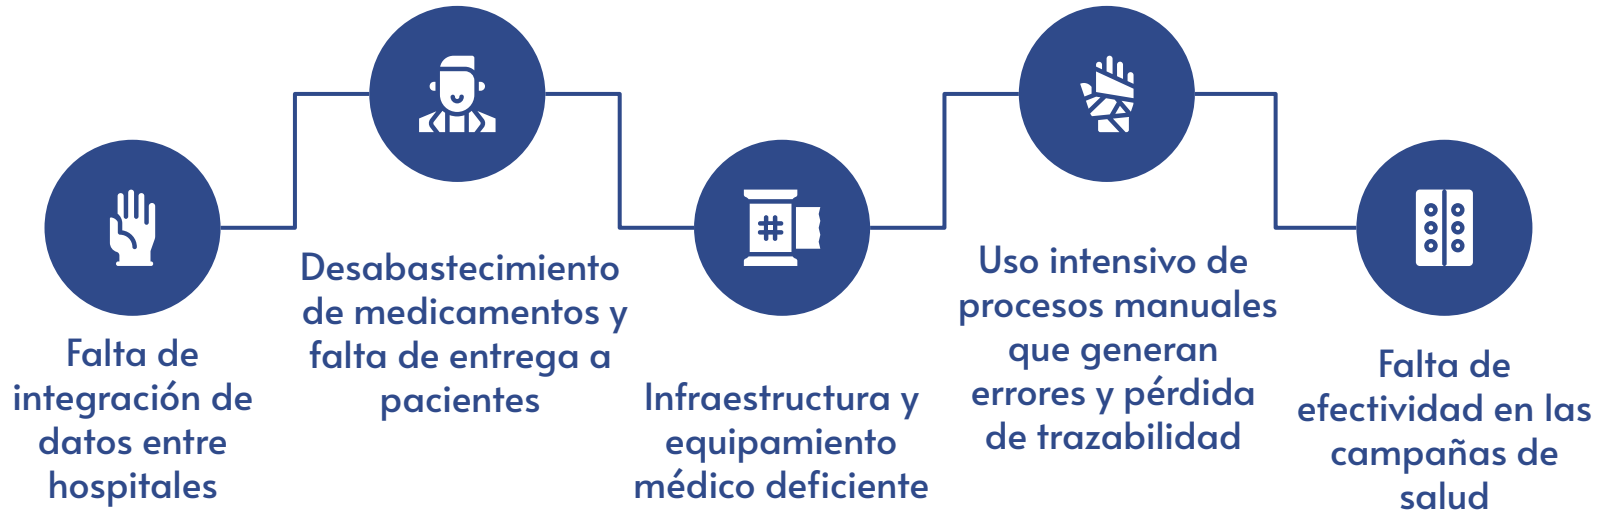 Falta de
integración de
datos entre
hospitales
Desabastecimiento
de medicamentos y
falta de entrega a
pacientes
Infraestructura y
equipamiento
médico deficiente
Uso intensivo de
procesos manuales
que generan
errores y pérdida
de trazabilidad
Falta de
efectividad en las
campañas de
salud